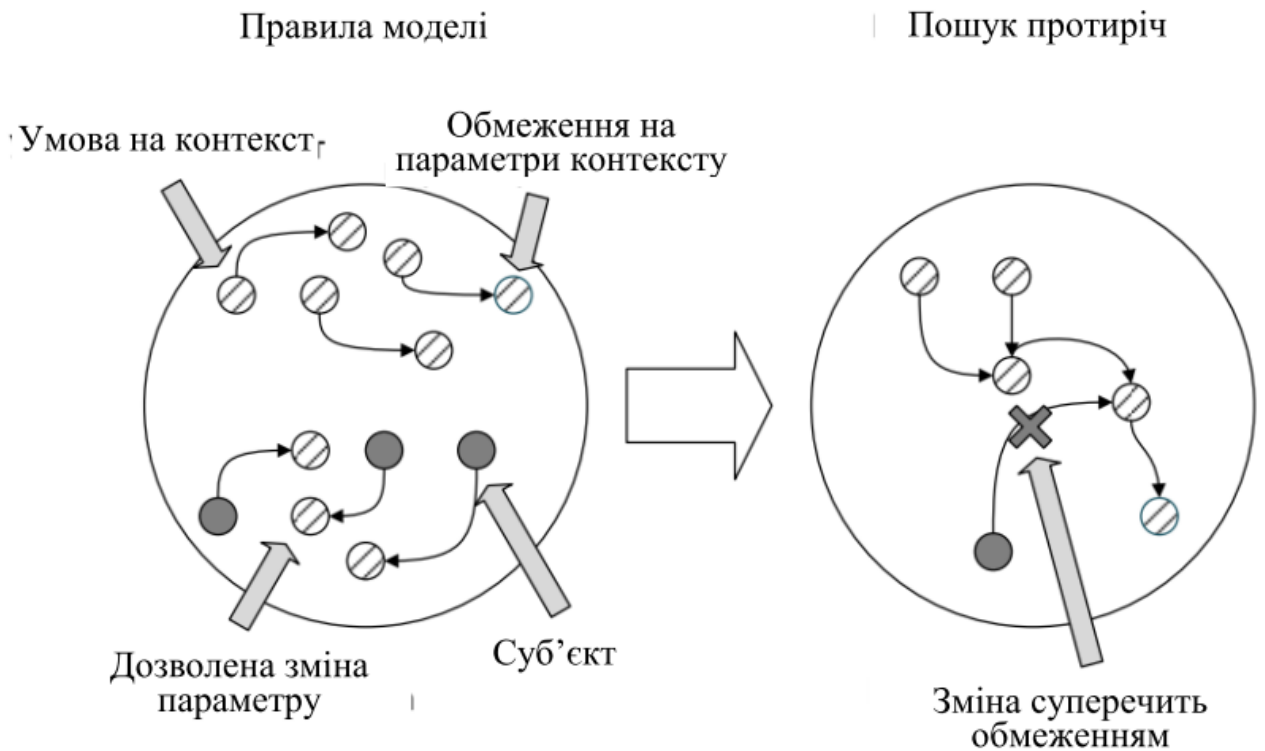 Правила моделі
Пошук протиріч
Умова на контекст
Обмеження на
параметри контексту
Дозволена зміна
параметру
Суб’єкт
Зміна суперечить
обмеженням